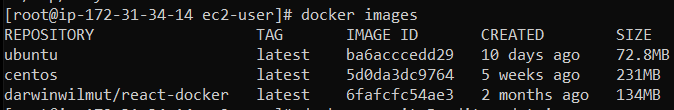 [root@ip-172-31-34-14 ec2-user]# docker images
REPOSITORY TAG IMAGE ID CREATED SIZE
ubuntu latest ba6acccedd29 10 days ago 72.8MB
centos latest 5d0da3dc9764 5 weeks ago 231MB
darwinwilmut/react-docker latest 6fafcfc54ae3 2 months ago 134MB